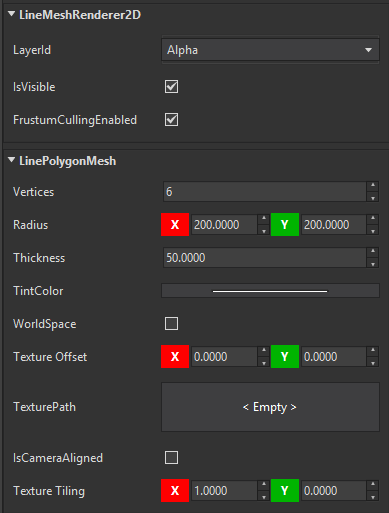 LineMeshRenderer2D
LayerId Alpha
IsVisible
FrustumCullingEnabled
LinePolygonMesh
Vertices 6
Radius X 200.0000 Y 200.0000
Thickness 50.0000
TintColor
WorldSpace
Texture Offset X 0.0000 Y 0.0000
TexturePath < Empty >
IsCameraAligned
Texture Tiling X 1.0000 Y 0.0000